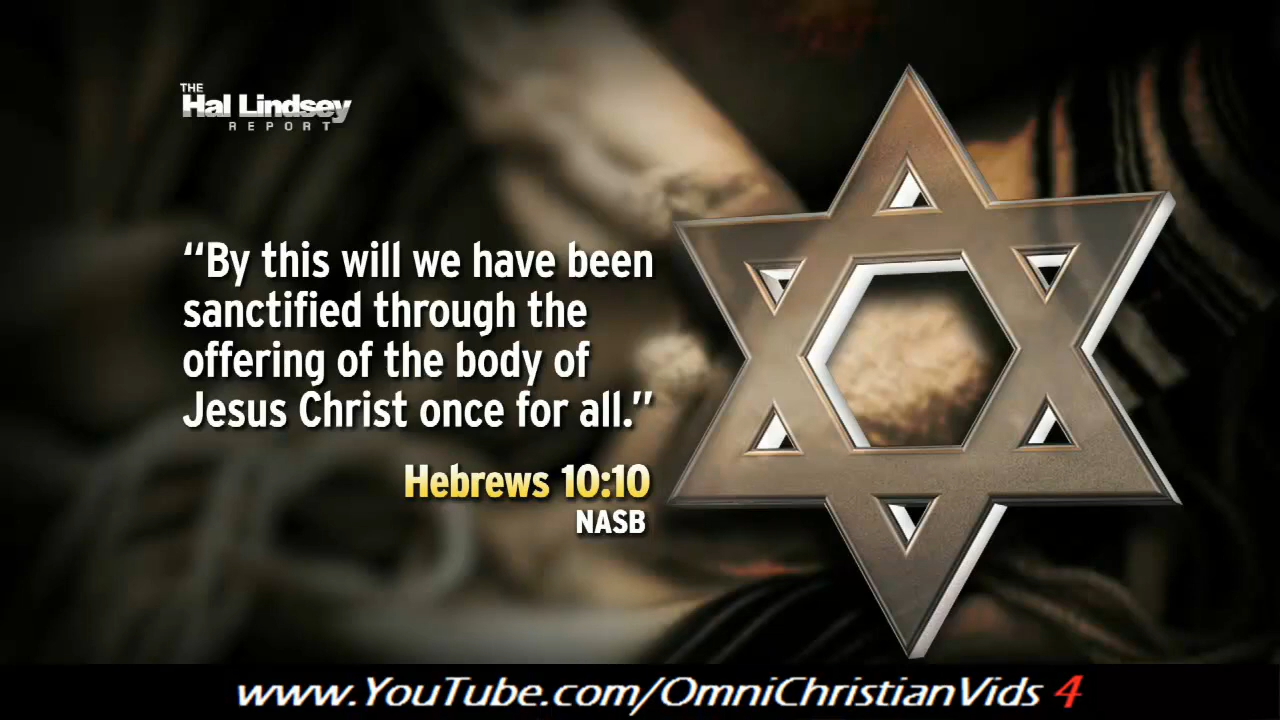 THE
Hal Lindsey
REPORT
“By this will we have been
sanctified through the
offering of the body of
Jesus Christ once for all.”
Hebrews 10:10
NASB
www.YouTube.com/OmniChristianVids 4